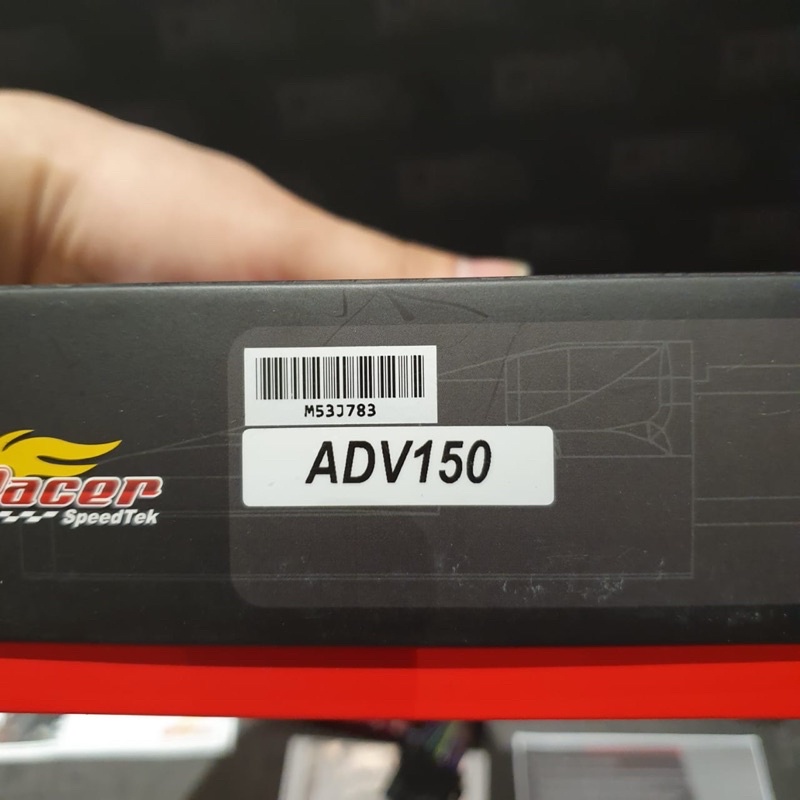 M53J783
ADV150
Racer
SpeedTek